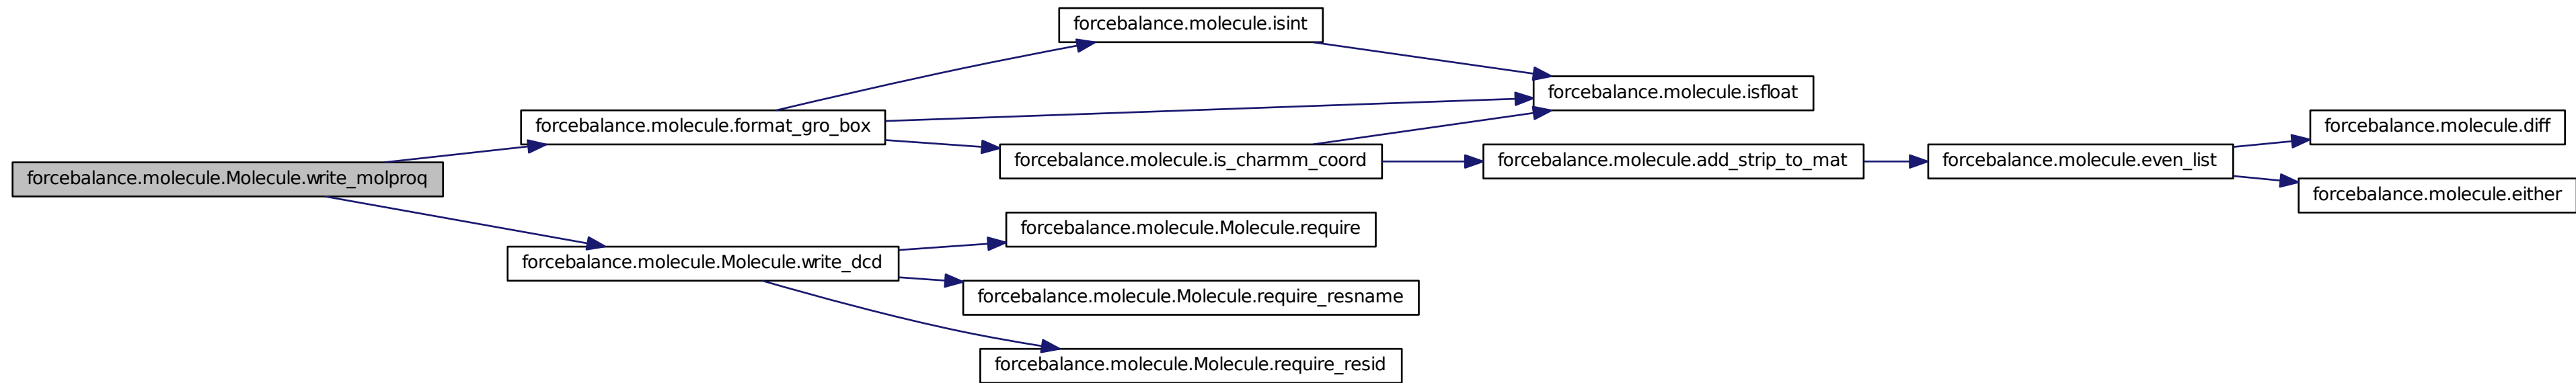 forcebalance.molecule.Molecule.write_molproq
forcebalance.molecule.format_gro_box
forcebalance.molecule.isint
forcebalance.molecule.isfloat
forcebalance.molecule.is_charmm_coord
forcebalance.molecule.add_strip_to_mat
forcebalance.molecule.even_list
forcebalance.molecule.diff
forcebalance.molecule.either
forcebalance.molecule.Molecule.write_dcd
forcebalance.molecule.Molecule.require
forcebalance.molecule.Molecule.require_resname
forcebalance.molecule.Molecule.require_resid